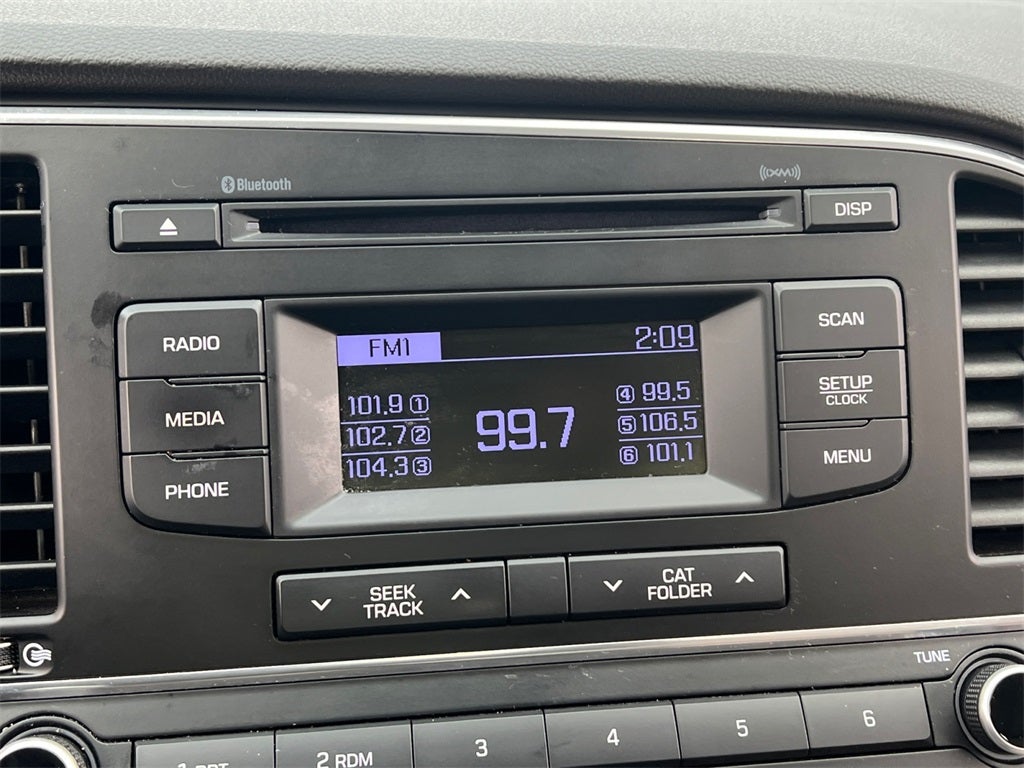 Bluetooth
((XM))
DISP
RADIO
SCAN
FM1
2:09
MEDIA
SETUP
CLOCK
101.9 1
4 99.5
102.7 2
99.7
5 106.5
104.3 3
6 101.1
PHONE
MENU
SEEK
TRACK
CAT
FOLDER
TUNE
1 RPT
2 RDM
3
4
5
6